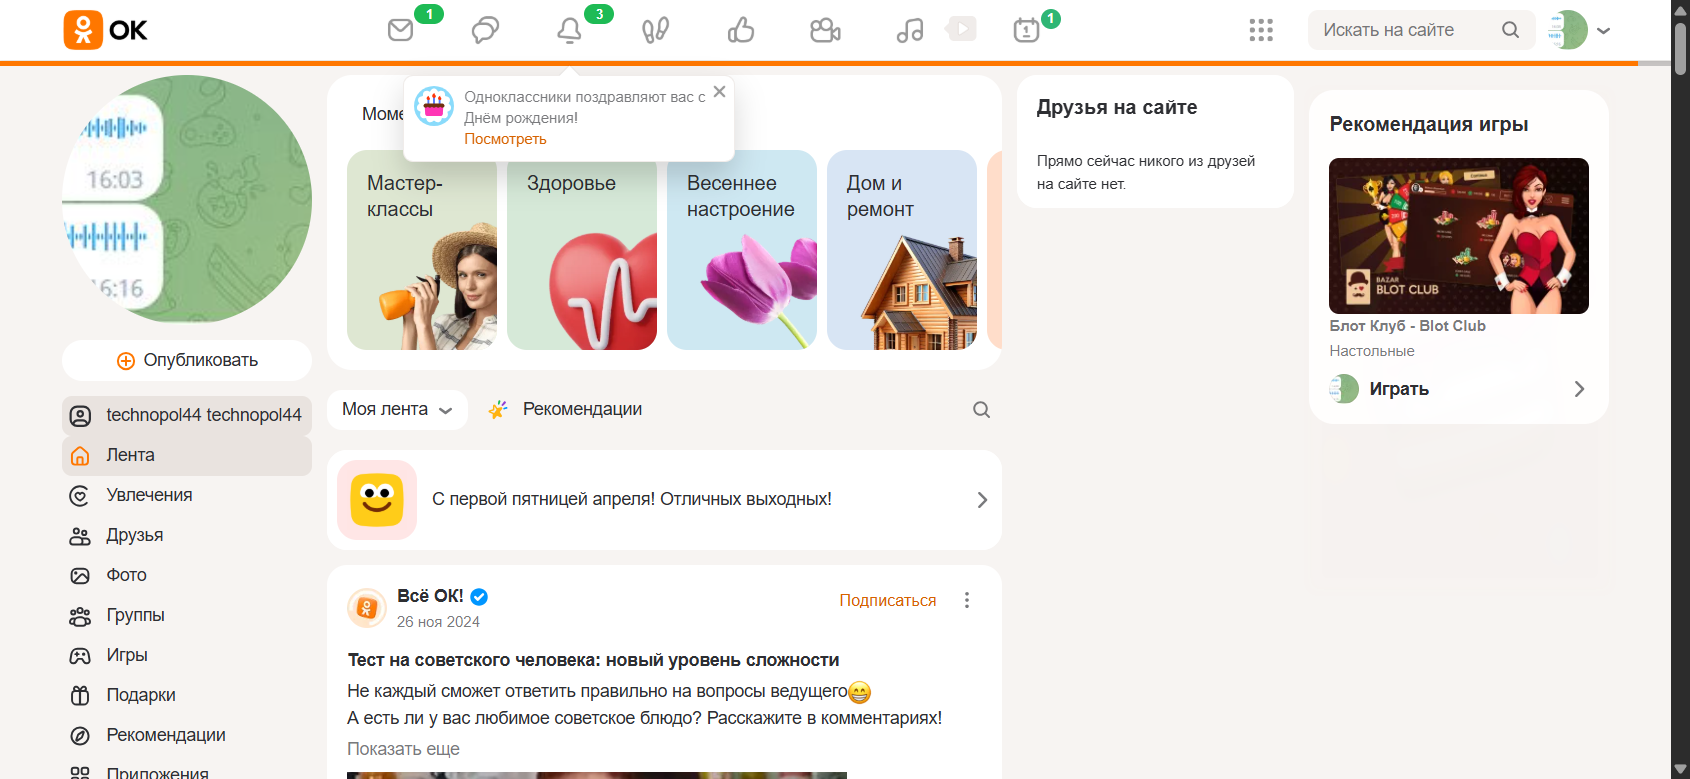 OK
1
3
1
1
Искать на сайте
Одноклассники поздравляют вас с
Днём рождения!
Посмотреть
16:03
16:16
Опубликовать
technopol44 technopol44
Лента
Увлечения
Друзья
Фото
Группы
Игры
Подарки
Рекомендации
Приложения
Моме
Мастер-
классы
Здоровье
Весеннее
настроение
Дом и
ремонт
Моя лента
Рекомендации
С первой пятницей апреля! Отличных выходных!
Всё ОК!
26 ноя 2024
Подписаться
Тест на советского человека: новый уровень сложности
Не каждый сможет ответить правильно на вопросы ведущего😁
А есть ли у вас любимое советское блюдо? Расскажите в комментариях!
Показать еще
Друзья на сайте
Прямо сейчас никого из друзей
на сайте нет.
Рекомендация игры
BAZAR
BLOT CLUB
Блот Клуб - Blot Club
Настольные
Играть